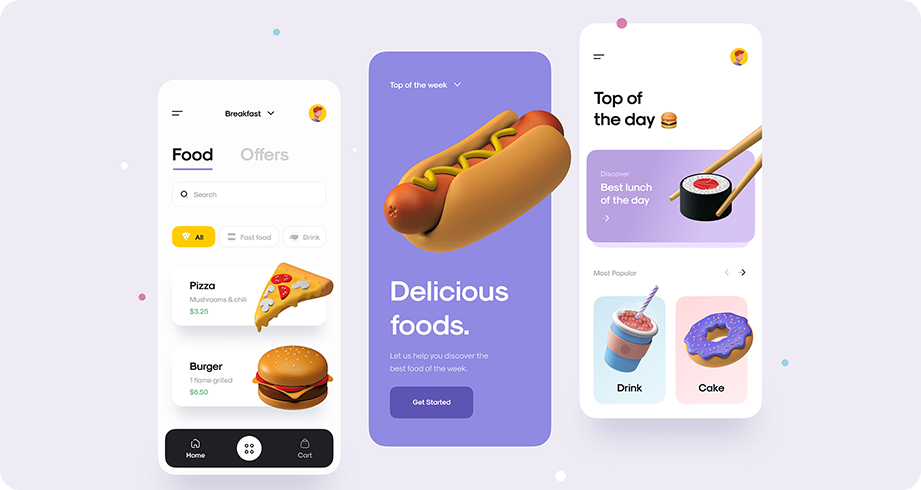 Breakfast
Food
Offers
Search
All
Fast food
Drink
Pizza
Mushrooms & chili
$3.25
Burger
1 flame grilled
$6.50
Home
Cart
Top of the week
Delicious
foods.
Let us help you discover the
best food of the week.
Get Started
Top of
the day
Discover
Best lunch
of the day
Most Popular
Drink
Cake